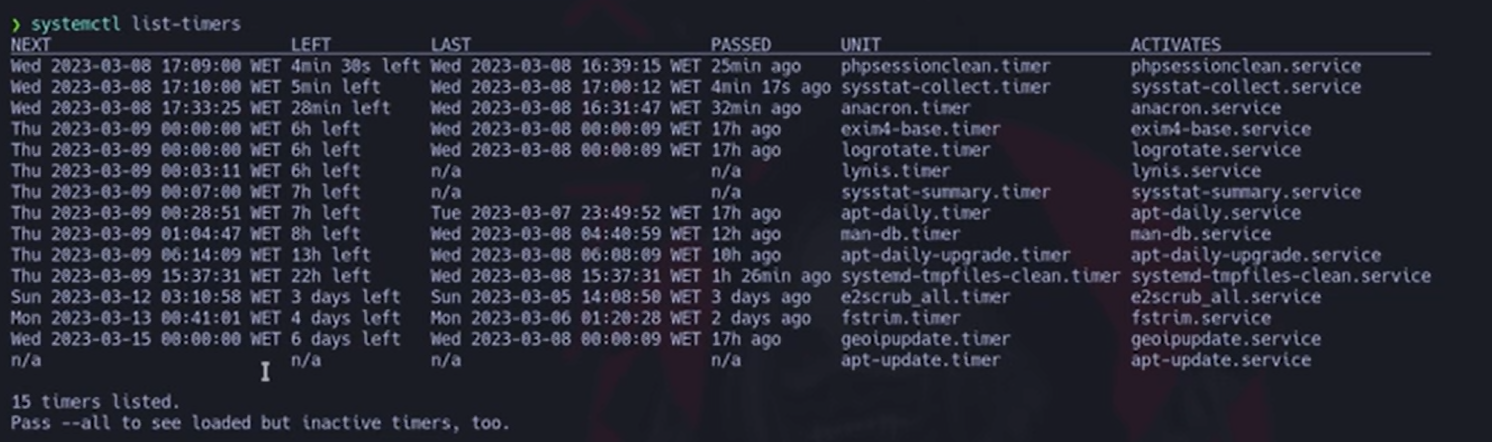 ❯ systemctl list-timers
NEXT LEFT LAST PASSED UNIT ACTIVATES
Wed 2023-03-08 17:09:00 WET 4min 30s left Wed 2023-03-08 16:39:15 WET 25min ago phpsessionclean.timer phpsessionclean.service
Wed 2023-03-08 17:10:00 WET 5min left Wed 2023-03-08 17:00:12 WET 4min 17s ago sysstat-collect.timer sysstat-collect.service
Wed 2023-03-08 17:33:25 WET 28min left Wed 2023-03-08 16:31:47 WET 32min ago anacron.timer anacron.service
Thu 2023-03-09 00:00:00 WET 6h left Wed 2023-03-08 00:00:09 WET 17h ago exim4-base.timer exim4-base.service
Thu 2023-03-09 00:00:00 WET 6h left Wed 2023-03-08 00:00:09 WET 17h ago logrotate.timer logrotate.service
Thu 2023-03-09 00:03:11 WET 6h left n/a n/a lynis.timer lynis.service
Thu 2023-03-09 00:07:00 WET 7h left n/a n/a sysstat-summary.timer sysstat-summary.service
Thu 2023-03-09 00:28:51 WET 7h left Tue 2023-03-07 23:49:52 WET 17h ago apt-daily.timer apt-daily.service
Thu 2023-03-09 01:04:47 WET 8h left Wed 2023-03-08 04:40:59 WET 12h ago man-db.timer man-db.service
Thu 2023-03-09 06:14:09 WET 13h left Wed 2023-03-08 06:08:09 WET 10h ago apt-daily-upgrade.timer apt-daily-upgrade.service
Thu 2023-03-09 15:37:31 WET 22h left Wed 2023-03-08 15:37:31 WET 1h 26min ago systemd-tmpfiles-clean.timer systemd-tmpfiles-clean.service
Sun 2023-03-12 03:10:58 WET 3 days left Sun 2023-03-05 14:08:50 WET 3 days ago e2scrub_all.timer e2scrub_all.service
Mon 2023-03-13 00:41:01 WET 4 days left Mon 2023-03-06 01:20:28 WET 2 days ago fstrim.timer fstrim.service
Wed 2023-03-15 00:00:00 WET 6 days left Wed 2023-03-08 00:00:09 WET 17h ago geoipupdate.timer geoipupdate.service
n/a n/a n/a n/a apt-update.timer apt-update.service
15 timers listed.
Pass --all to see loaded but inactive timers, too.